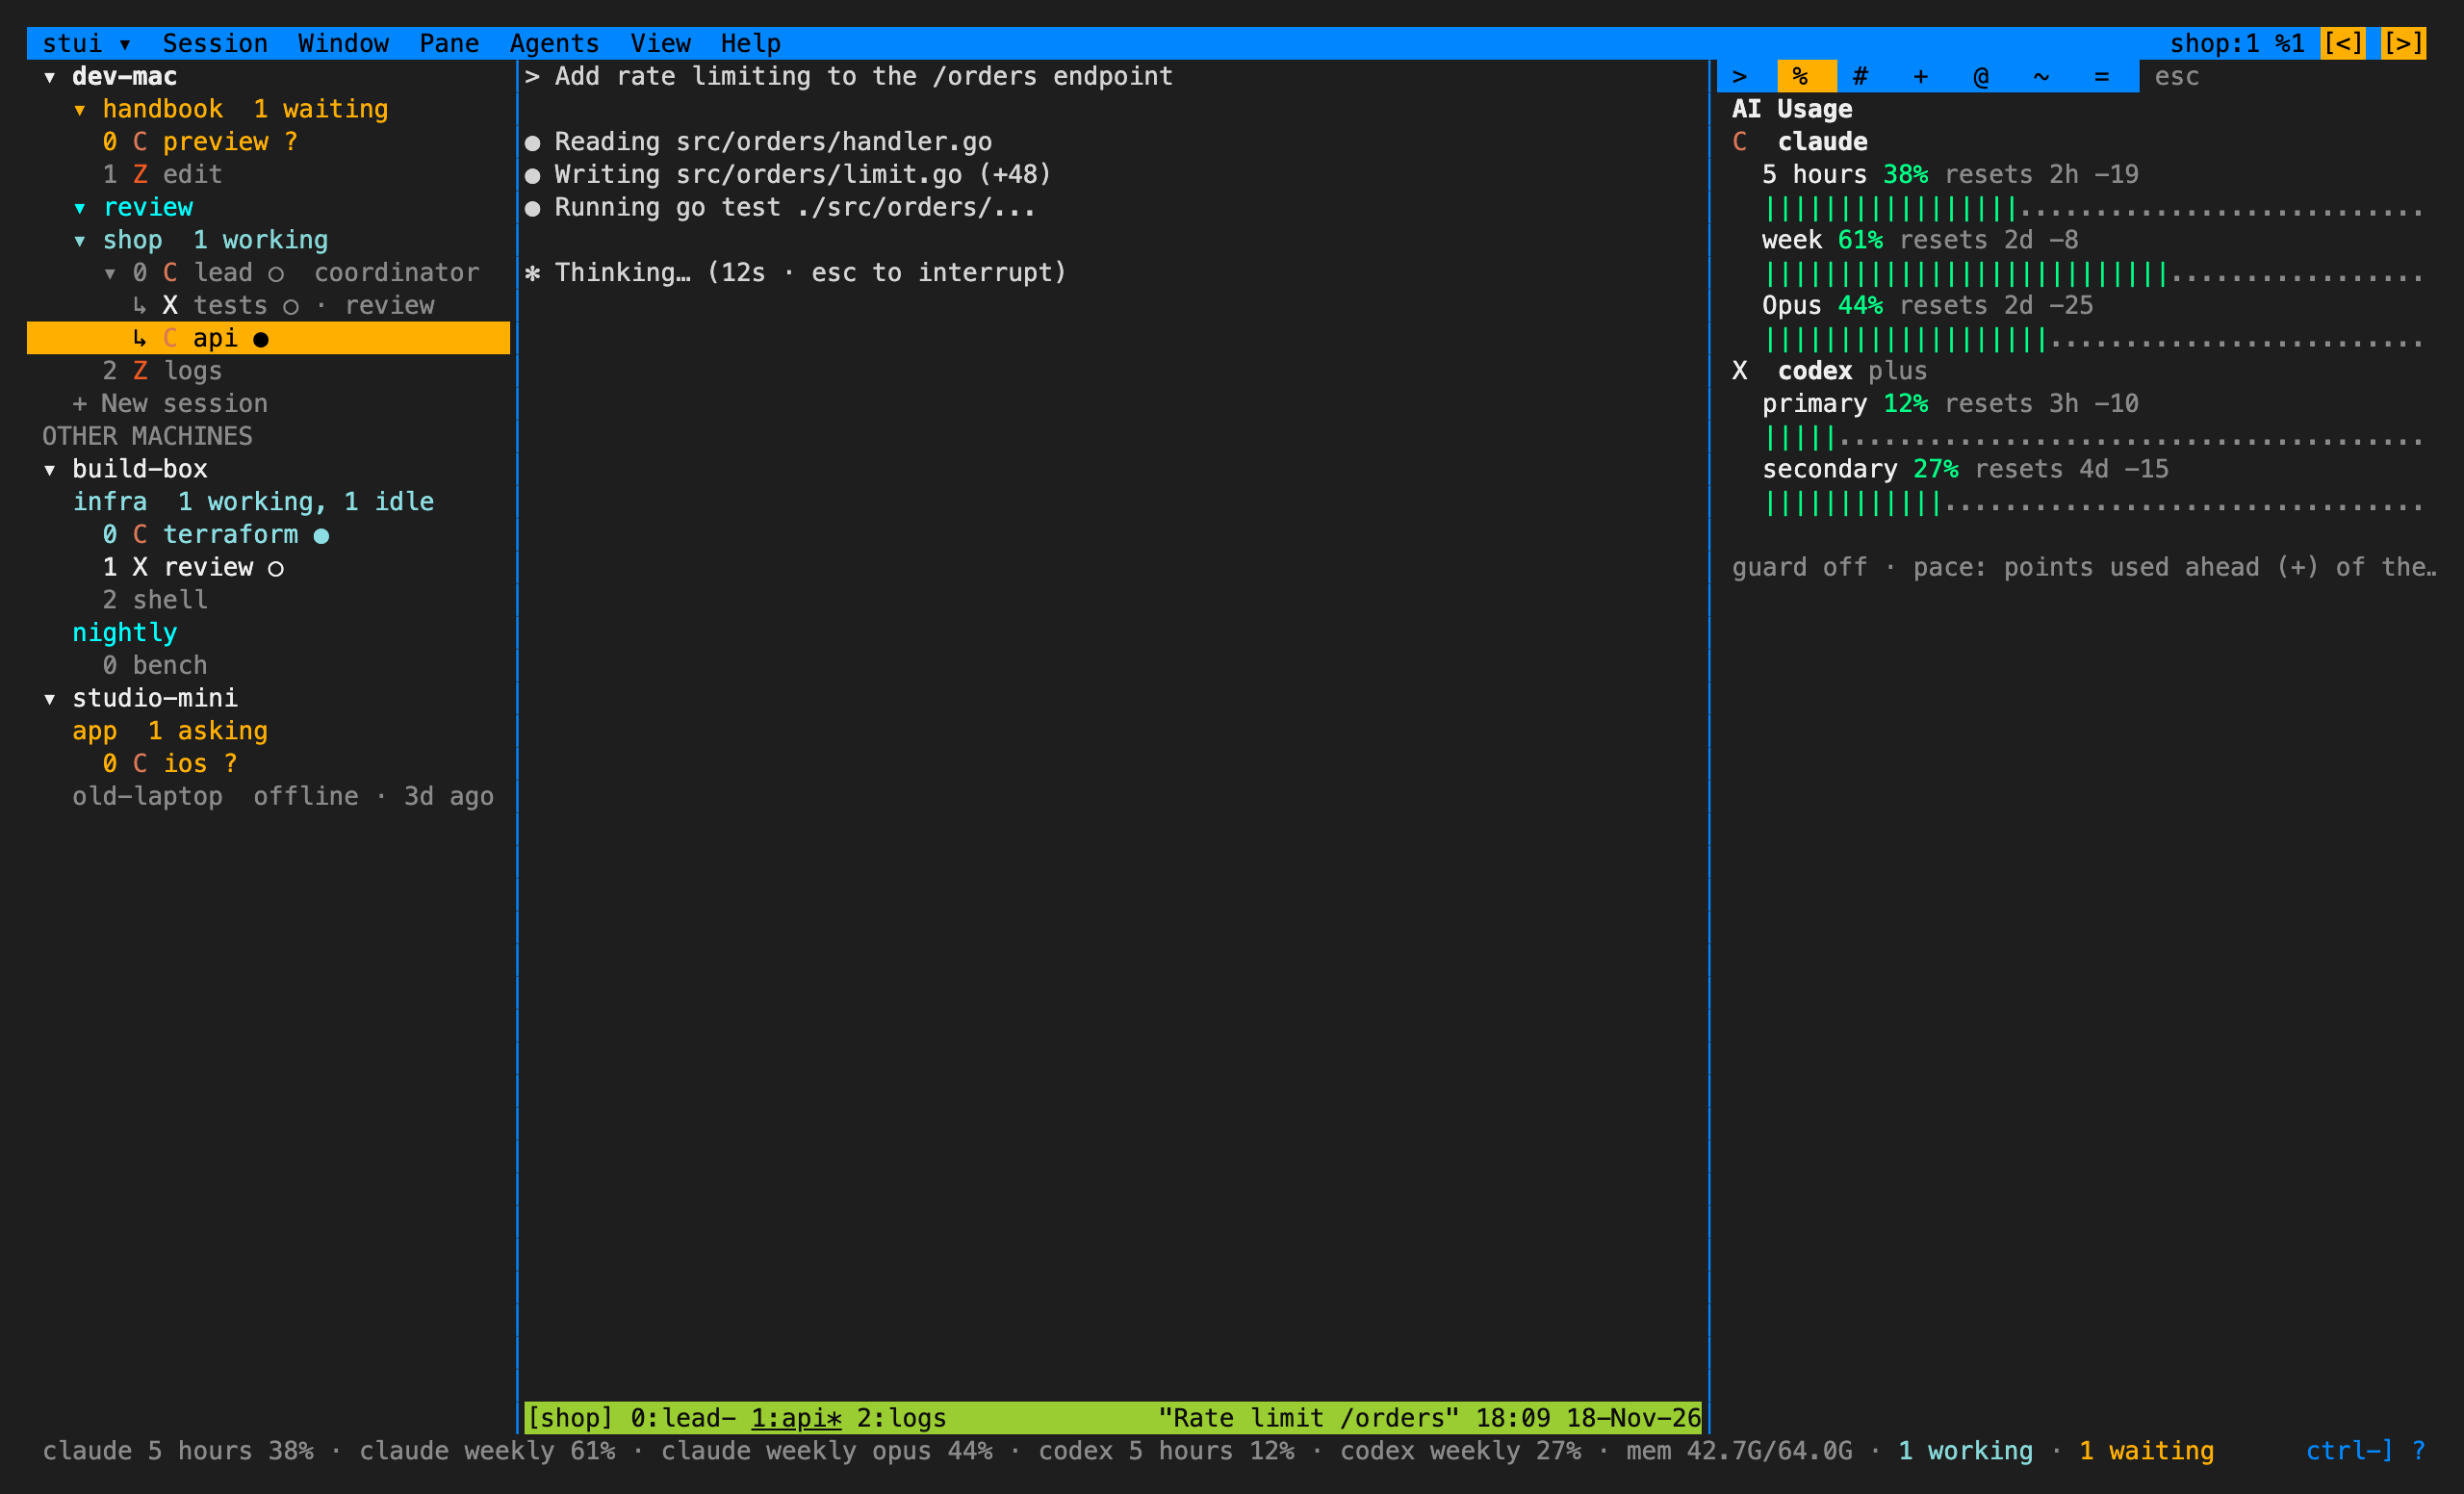 stui ▾  Session  Window  Pane  Agents  View  Help  shop:1 %1 [<] [>]
▾ dev-mac
▾ handbook  1 waiting
0 C preview ?
1 Z edit
▾ review
▾ shop  1 working
▾ 0 C lead ○  coordinator
↳ X tests ○ · review
↳ C api ●
2 Z logs
+ New session
OTHER MACHINES
▾ build-box
infra  1 working, 1 idle
0 C terraform ●
1 X review ○
2 shell
nightly
0 bench
▾ studio-mini
app  1 asking
0 C ios ?
old-laptop  offline · 3d ago
> Add rate limiting to the /orders endpoint
● Reading src/orders/handler.go
● Writing src/orders/limit.go (+48)
● Running go test ./src/orders/...
✻ Thinking… (12s · esc to interrupt)
[shop] 0:lead- 1:api* 2:logs  "Rate limit /orders" 18:09 18-Nov-26
>  %  #  +  @  ~  =  esc
AI Usage
C  claude
5 hours 38% resets 2h -19
week 61% resets 2d -8
Opus 44% resets 2d -25
X  codex plus
primary 12% resets 3h -10
secondary 27% resets 4d -15
guard off · pace: points used ahead (+) of the…
claude 5 hours 38% · claude weekly 61% · claude weekly opus 44% · codex 5 hours 12% · codex weekly 27% · mem 42.7G/64.0G · 1 working · 1 waiting  ctrl-] ?